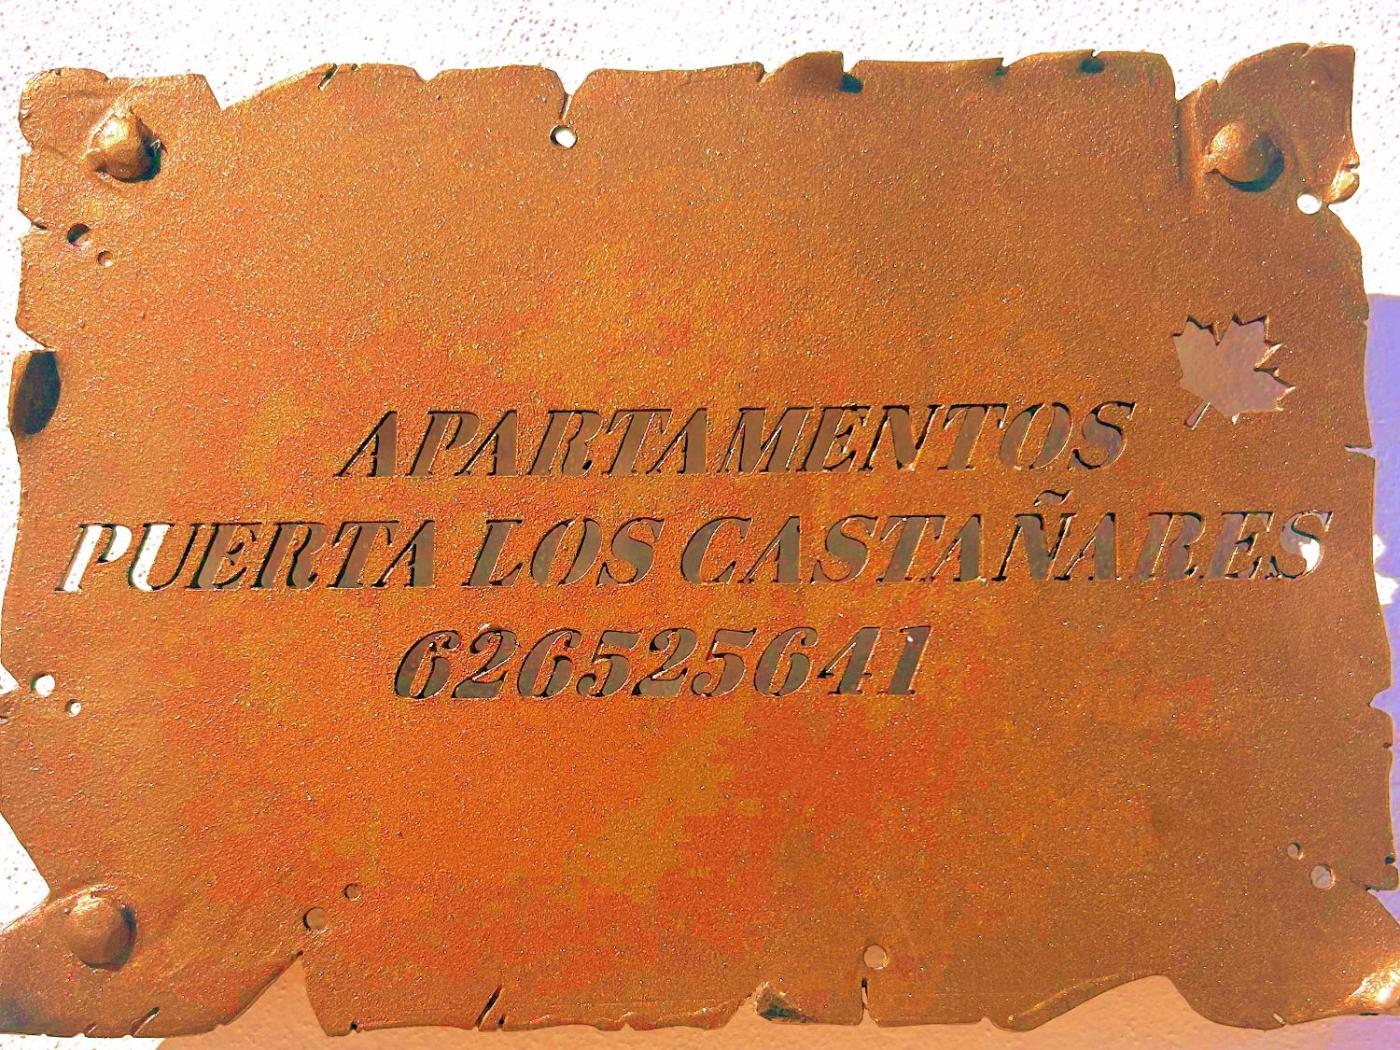 APARTAMENTOS
PUERTA LOS CASTAÑARES
626525641